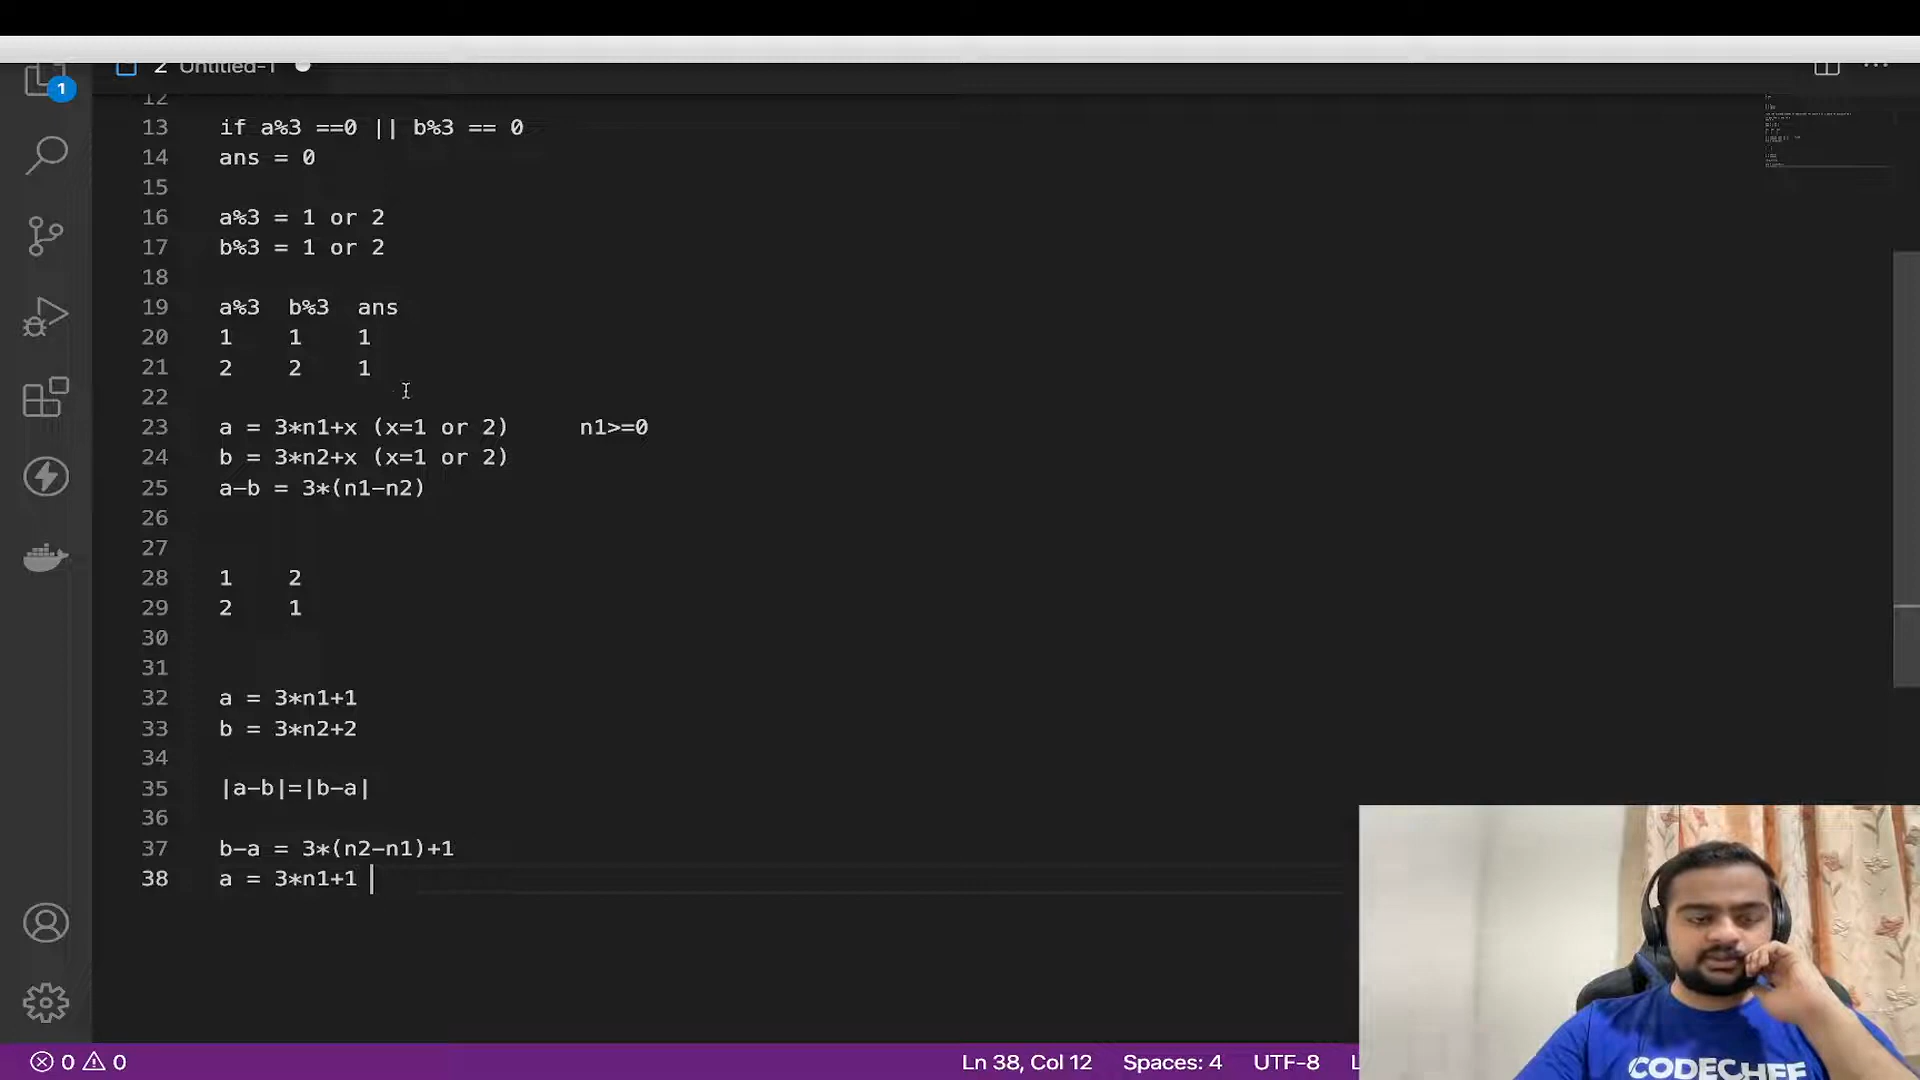 2 Untitled-1
1
12
13 if a%3 ==0 || b%3 == 0
14 ans = 0
15
16 a%3 = 1 or 2
17 b%3 = 1 or 2
18
19 a%3 b%3 ans
20 1 1 1
21 2 2 1
22
23 a = 3*n1+x (x=1 or 2) n1>=0
24 b = 3*n2+x (x=1 or 2)
25 a-b = 3*(n1-n2)
26
27
28 1 2
29 2 1
30
31
32 a = 3*n1+1
33 b = 3*n2+2
34
35 |a-b|=|b-a|
36
37 b-a = 3*(n2-n1)+1
38 a = 3*n1+1
CODECHEF
0 0 Ln 38, Col 12 Spaces: 4 UTF-8 L